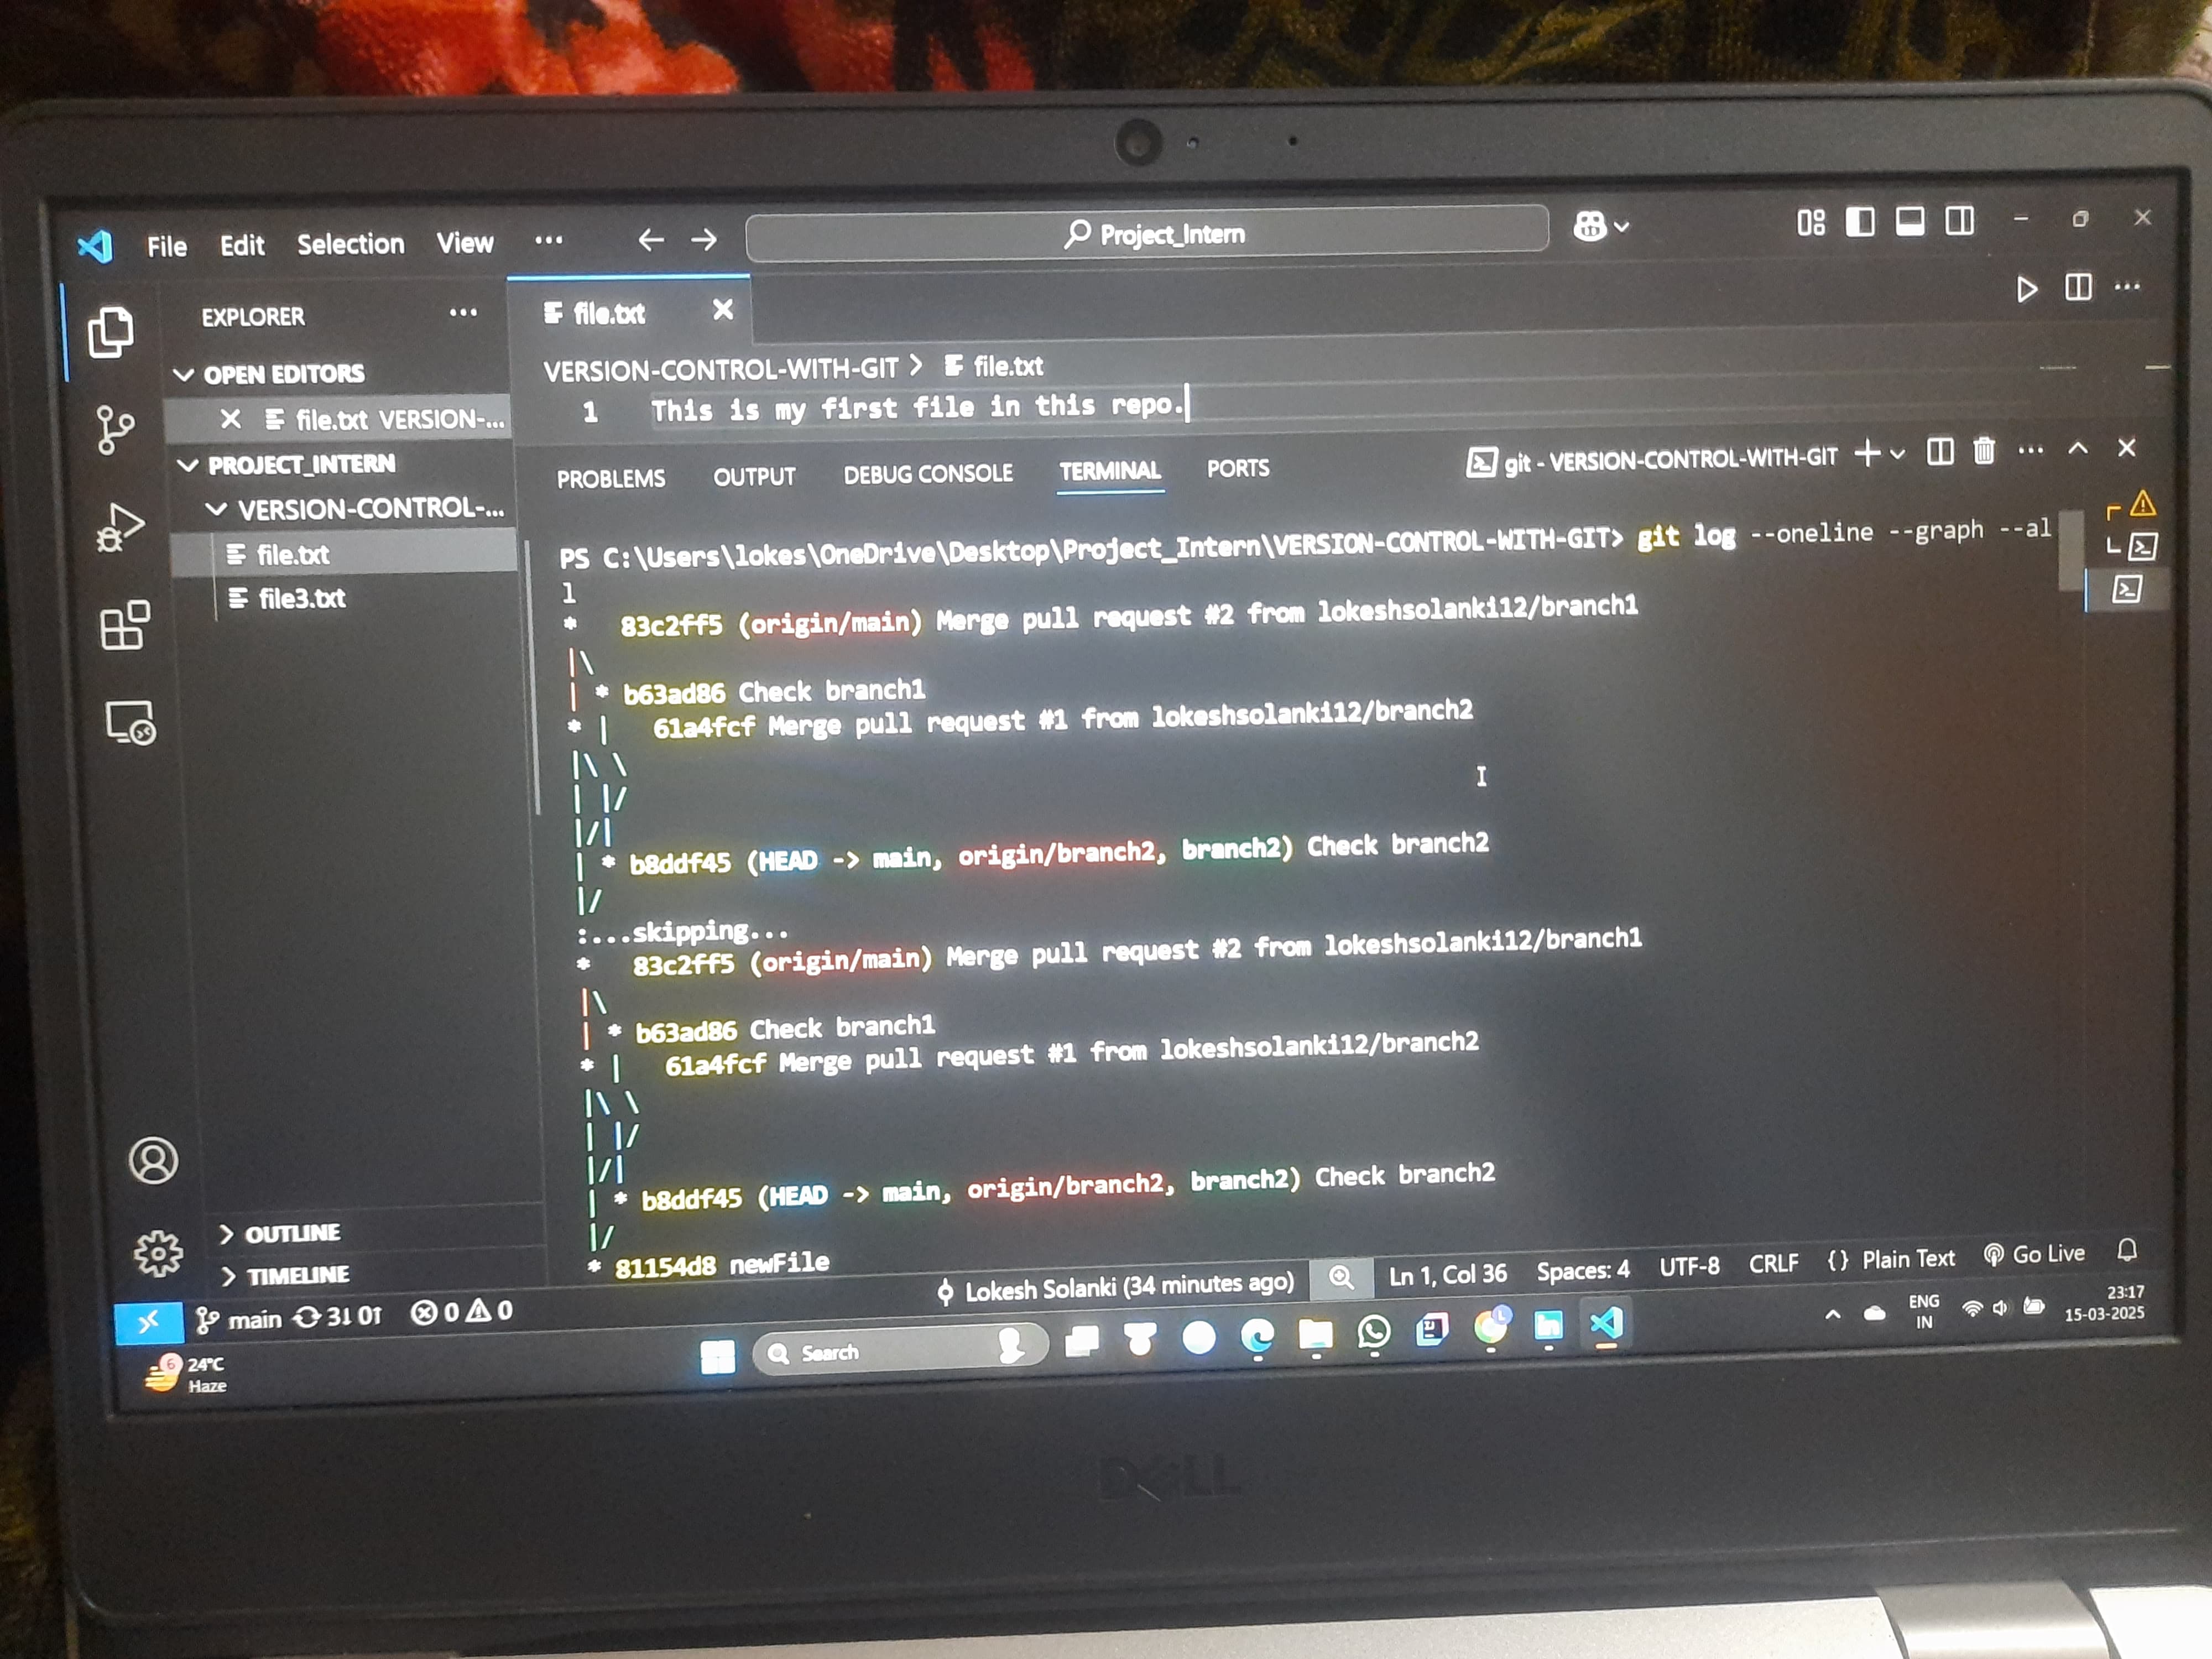 File Edit Selection View ... Project_Intern
EXPLORER ...
file.txt
OPEN EDITORS
VERSION-CONTROL-WITH-GIT > file.txt
file.txt VERSION-...
1 This is my first file in this repo.
PROJECT_INTERN
VERSION-CONTROL-...
file.txt
file3.txt
OUTLINE
TIMELINE
PROBLEMS OUTPUT DEBUG CONSOLE TERMINAL PORTS
git - VERSION-CONTROL-WITH-GIT
PS C:\Users\lokes\OneDrive\Desktop\Project_Intern\VERSION-CONTROL-WITH-GIT> git log --oneline --graph --al
l
*   83c2ff5 (origin/main) Merge pull request #2 from lokeshsolanki12/branch1
|\
| * b63ad86 Check branch1
* |   61a4fcf Merge pull request #1 from lokeshsolanki12/branch2
|\ \
| |/
|/|
| * b8ddf45 (HEAD -> main, origin/branch2, branch2) Check branch2
|/
:...skipping...
*   83c2ff5 (origin/main) Merge pull request #2 from lokeshsolanki12/branch1
|\
| * b63ad86 Check branch1
* |   61a4fcf Merge pull request #1 from lokeshsolanki12/branch2
|\ \
| |/
|/|
| * b8ddf45 (HEAD -> main, origin/branch2, branch2) Check branch2
|/
* 81154d8 newFile
main 3↓ 0↑ 0 0 Lokesh Solanki (34 minutes ago) Ln 1, Col 36 Spaces: 4 UTF-8 CRLF {} Plain Text Go Live
6 24°C
Haze
Search
ENG
IN
23:17
15-03-2025
DELL